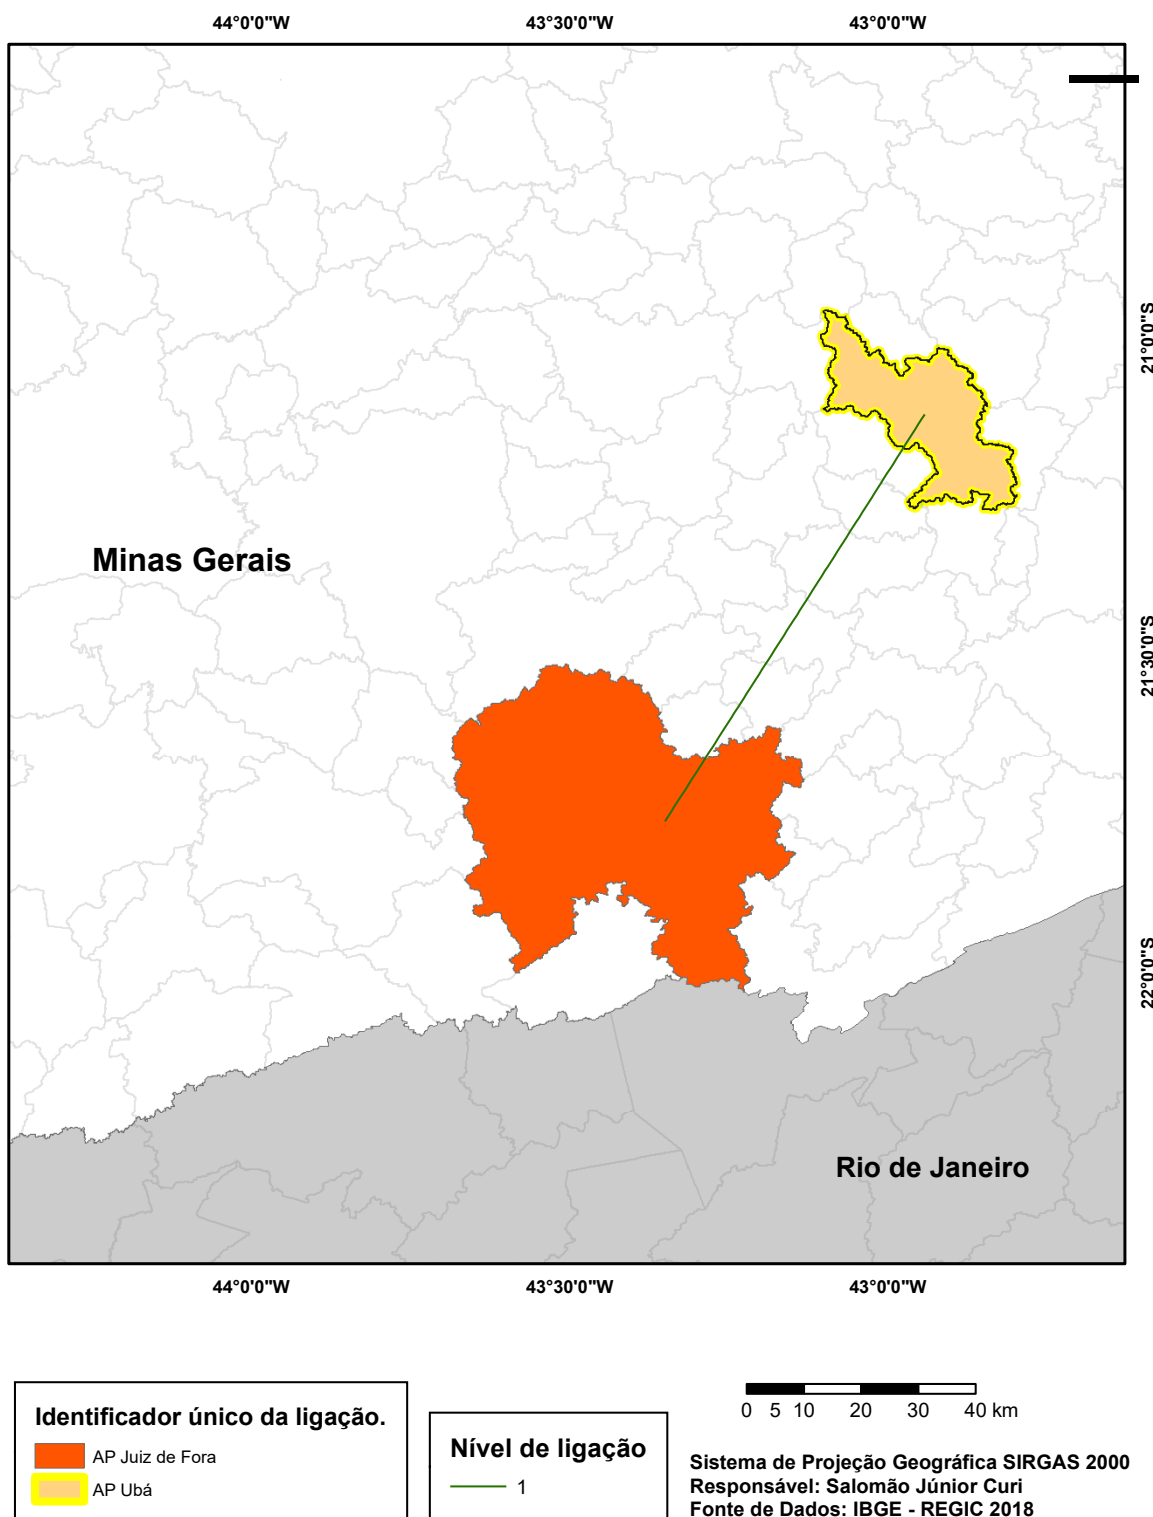 44°0'0"W 43°30'0"W 43°0'0"W
21°0'0"S
Minas Gerais
21°30'0"S
22°0'0"S
Rio de Janeiro
44°0'0"W 43°30'0"W 43°0'0"W
Identificador único da ligação.
AP Juiz de Fora
AP Ubá
Nível de ligação
1
0 5 10 20 30 40 km
Sistema de Projeção Geográfica SIRGAS 2000
Responsável: Salomão Júnior Curi
Fonte de Dados: IBGE - REGIC 2018